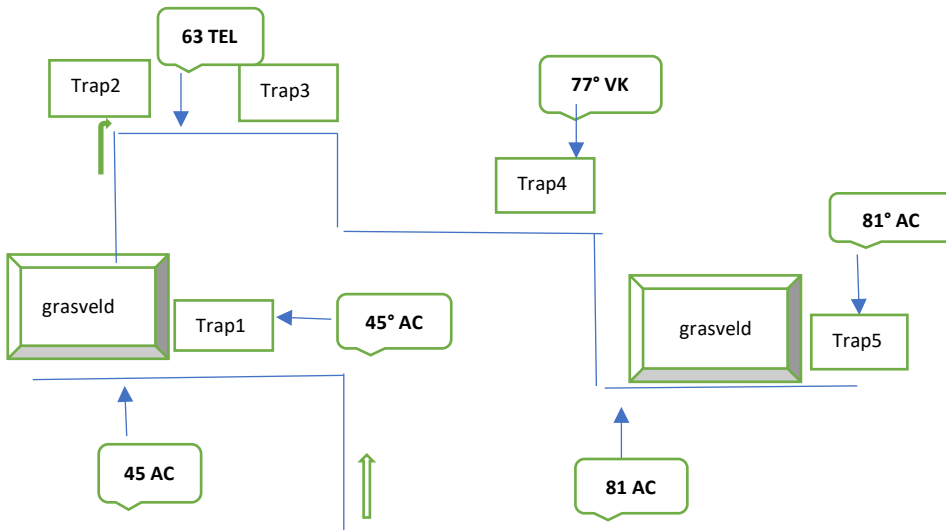 63 TEL
Trap2
Trap3
77° VK
Trap4
81° AC
grasveld
Trap1
45° AC
grasveld
Trap5
45 AC
81 AC